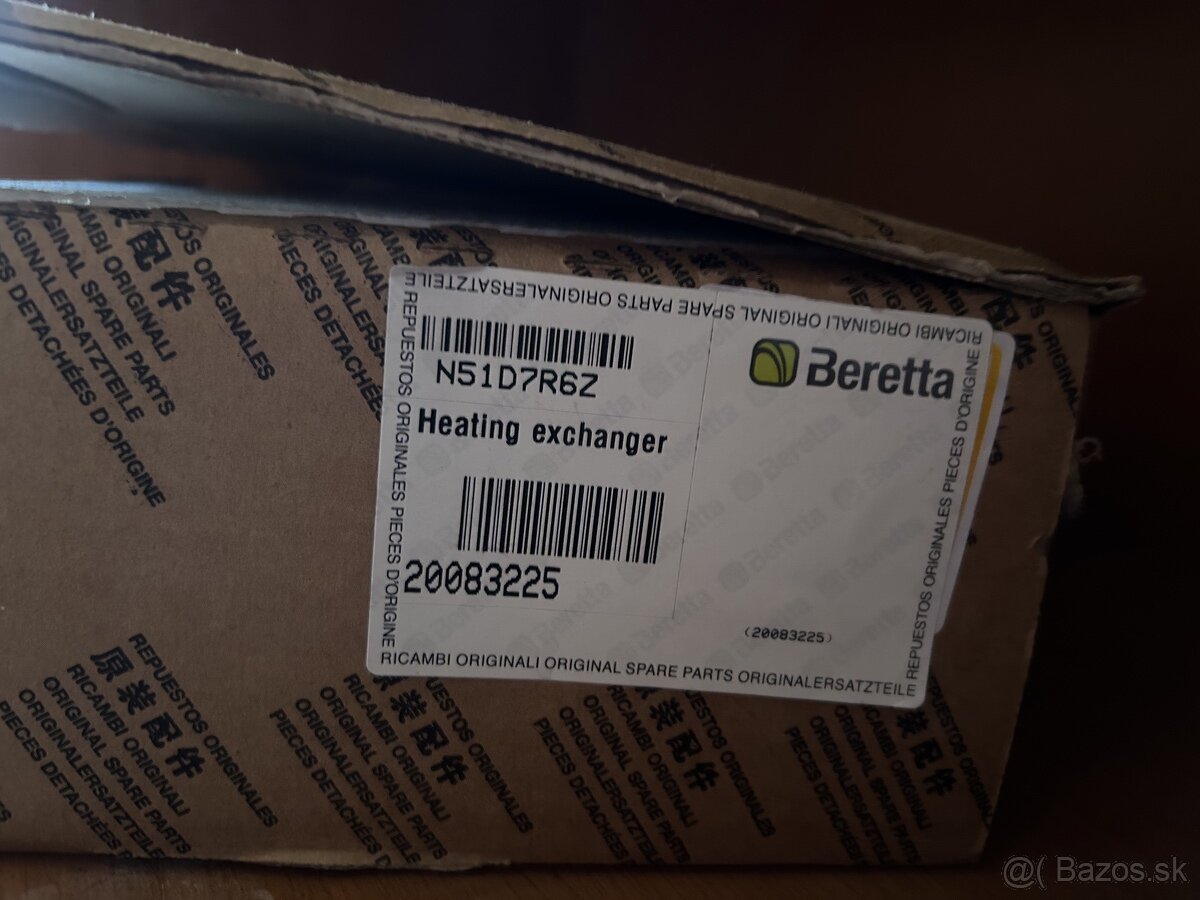 RICAMBI ORIGINALI ORIGINAL SPARE PARTS ORIGINALERSATZTEILE
REPUESTOS ORIGINALES PIECES D'ORIGINE
N51D7R6Z
Beretta
Heating exchanger
20083225
(20083225)
REPUESTOS ORIGINALES PIECES D'ORIGINE
RICAMBI ORIGINALI ORIGINAL SPARE PARTS ORIGINALERSATZTEILE
REPUESTOS ORIGINALES
原装配件
RICAMBI ORIGINALI
ORIGINAL SPARE PARTS
ORIGINALERSATZTEILE
PIECES DETACHÉES D'ORIGINE
@( Bazos.sk